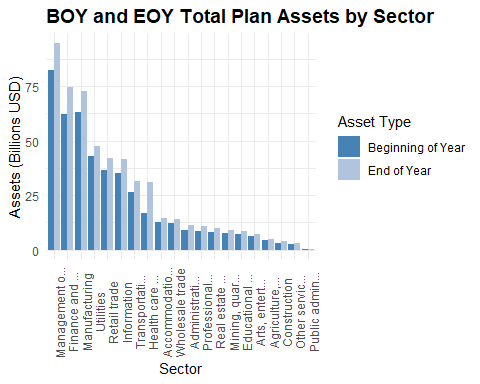 BOY and EOY Total Plan Assets by Sector
Assets (Billions USD)
75
50
25
0
Management o...
Finance and ...
Manufacturing
Utilities
Retail trade
Information
Transportati...
Health care ...
Accommodatio...
Wholesale trade
Administrati...
Professional...
Real estate ...
Mining, quar...
Educational ...
Arts, entert...
Agriculture,...
Construction
Other servic...
Public admin...
Sector
Asset Type
Beginning of Year
End of Year